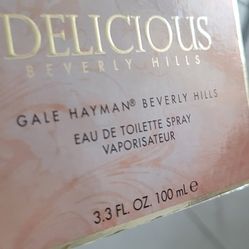 DELICIOUS
BEVERLY HILLS
GALE HAYMAN® BEVERLY HILLS
EAU DE TOILETTE SPRAY
VAPORISATEUR
3.3 FL. OZ. 100 mL ℮